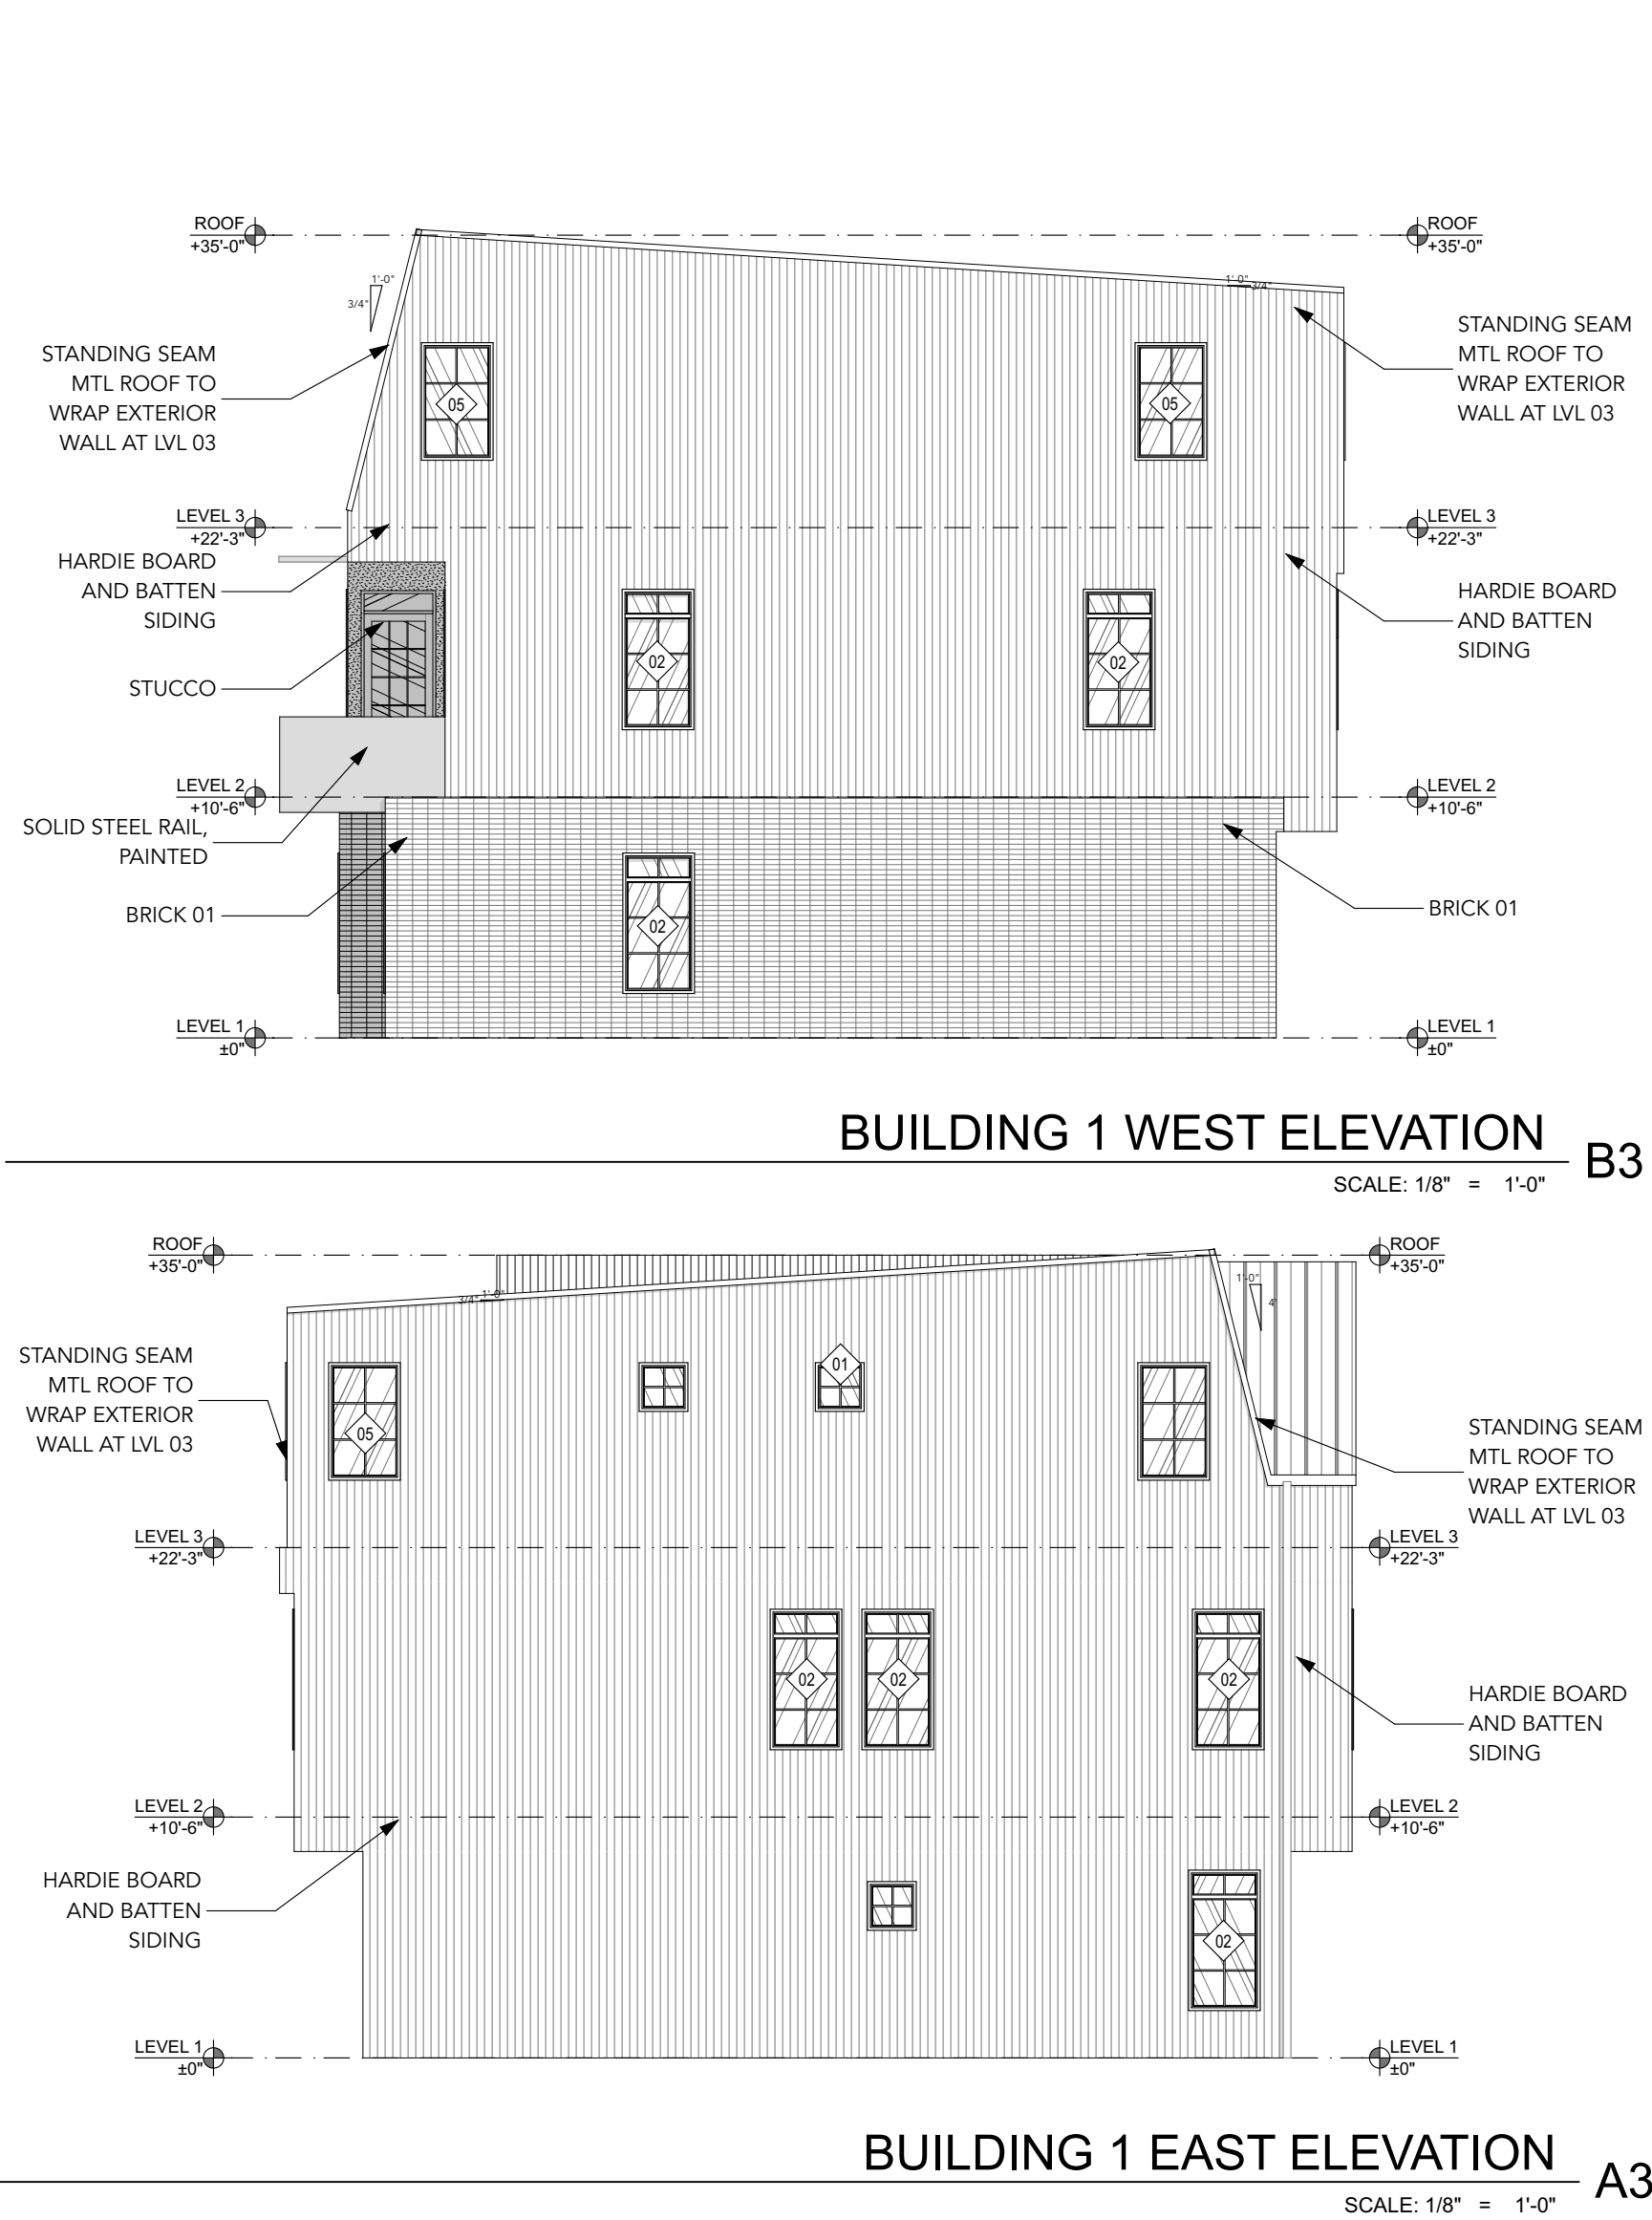 ROOF
+35'-0"
ROOF
+35'-0"
1'-0"
3/4"
1'-0"
3/4"
STANDING SEAM
MTL ROOF TO
WRAP EXTERIOR
WALL AT LVL 03
STANDING SEAM
MTL ROOF TO
WRAP EXTERIOR
WALL AT LVL 03
05
05
LEVEL 3
+22'-3"
LEVEL 3
+22'-3"
HARDIE BOARD
AND BATTEN
SIDING
HARDIE BOARD
AND BATTEN
SIDING
02
02
STUCCO
LEVEL 2
+10'-6"
LEVEL 2
+10'-6"
SOLID STEEL RAIL,
PAINTED
BRICK 01
BRICK 01
02
LEVEL 1
±0"
LEVEL 1
±0"
BUILDING 1 WEST ELEVATION
B3
SCALE: 1/8" = 1'-0"
ROOF
+35'-0"
ROOF
+35'-0"
3/4"
1'-0"
1'-0"
4'
STANDING SEAM
MTL ROOF TO
WRAP EXTERIOR
WALL AT LVL 03
01
05
STANDING SEAM
MTL ROOF TO
WRAP EXTERIOR
WALL AT LVL 03
LEVEL 3
+22'-3"
LEVEL 3
+22'-3"
02
02
02
HARDIE BOARD
AND BATTEN
SIDING
LEVEL 2
+10'-6"
LEVEL 2
+10'-6"
HARDIE BOARD
AND BATTEN
SIDING
02
LEVEL 1
±0"
LEVEL 1
±0"
BUILDING 1 EAST ELEVATION
A3
SCALE: 1/8" = 1'-0"